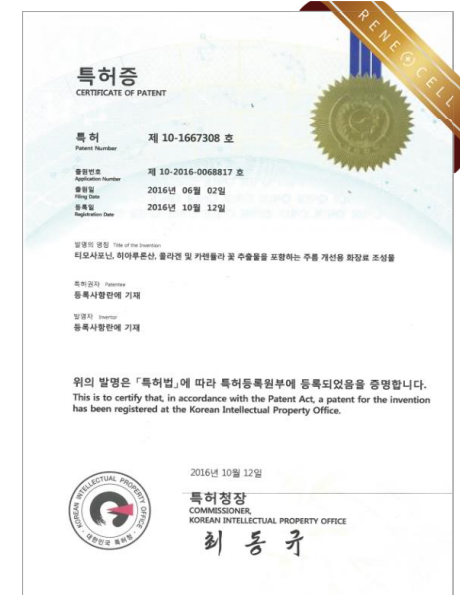 RENE CELL
특허증
CERTIFICATE OF PATENT
특 허 제 10-1667308 호
Patent Number
출원번호 제 10-2016-0068817 호
Application Number
출원일 2016년 06월 02일
Filing Date
등록일 2016년 10월 12일
Registration Date
발명의 명칭 Title of the Invention
티모사포닌, 히아루론산, 콜라겐 및 카렌듈라 꽃 추출물을 포함하는 주름 개선용 화장료 조성물
특허권자 Patentee
등록사항란에 기재
발명자 Inventor
등록사항란에 기재
위의 발명은 「특허법」에 따라 특허등록원부에 등록되었음을 증명합니다.
This is to certify that, in accordance with the Patent Act, a patent for the invention
has been registered at the Korean Intellectual Property Office.
2016년 10월 12일
특허청장
COMMISSIONER,
KOREAN INTELLECTUAL PROPERTY OFFICE
최동규
KOREAN INTELLECTUAL PROPERTY OFFICE
대한민국 특허청